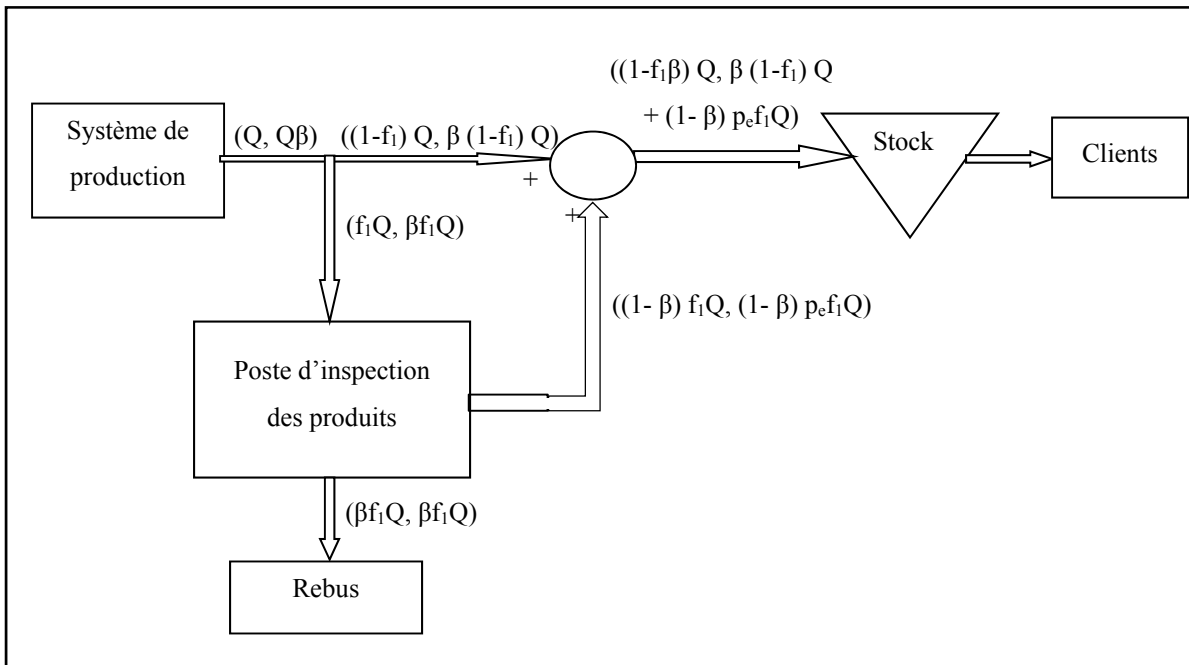 ((1-f₁β) Q, β (1-f₁) Q
+ (1- β) pₑf₁Q)
Système de
production
(Q, Qβ)
((1-f₁) Q, β (1-f₁) Q)
+
Stock
Clients
(f₁Q, βf₁Q)
+
((1- β) f₁Q, (1- β) pₑf₁Q)
Poste d’inspection
des produits
(βf₁Q, βf₁Q)
Rebus